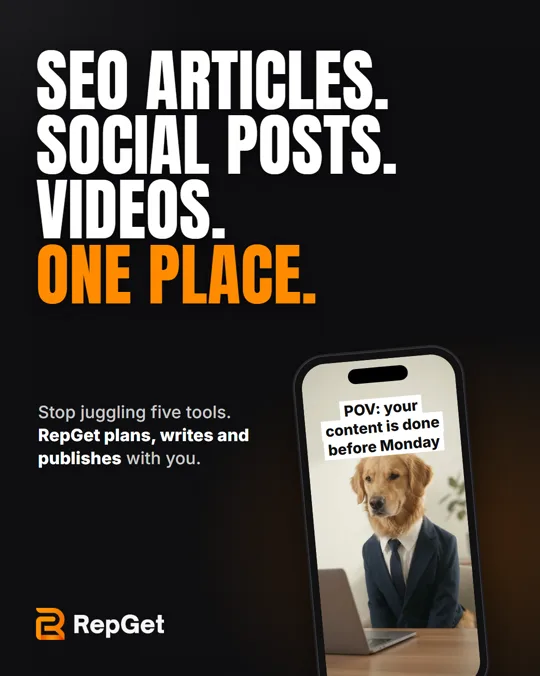 SEO ARTICLES.
SOCIAL POSTS.
VIDEOS.
ONE PLACE.
Stop juggling five tools.
RepGet plans, writes and
publishes with you.
POV: your
content is done
before Monday
RepGet